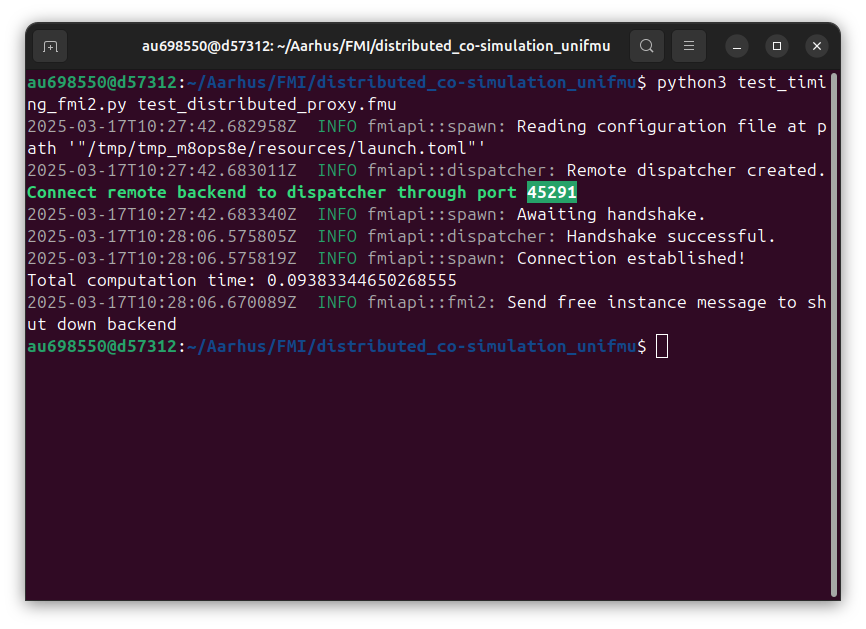 au698550@d57312: ~/Aarhus/FMI/distributed_co-simulation_unifmu
au698550@d57312:~/Aarhus/FMI/distributed_co-simulation_unifmu$ python3 test_timi
ng_fmi2.py test_distributed_proxy.fmu
2025-03-17T10:27:42.682958Z  INFO fmiapi::spawn: Reading configuration file at p
ath '"/tmp/tmp_m8ops8e/resources/launch.toml"'
2025-03-17T10:27:42.683011Z  INFO fmiapi::dispatcher: Remote dispatcher created.
Connect remote backend to dispatcher through port 45291
2025-03-17T10:27:42.683340Z  INFO fmiapi::spawn: Awaiting handshake.
2025-03-17T10:28:06.575805Z  INFO fmiapi::dispatcher: Handshake successful.
2025-03-17T10:28:06.575819Z  INFO fmiapi::spawn: Connection established!
Total computation time: 0.09383344650268555
2025-03-17T10:28:06.670089Z  INFO fmiapi::fmi2: Send free instance message to sh
ut down backend
au698550@d57312:~/Aarhus/FMI/distributed_co-simulation_unifmu$